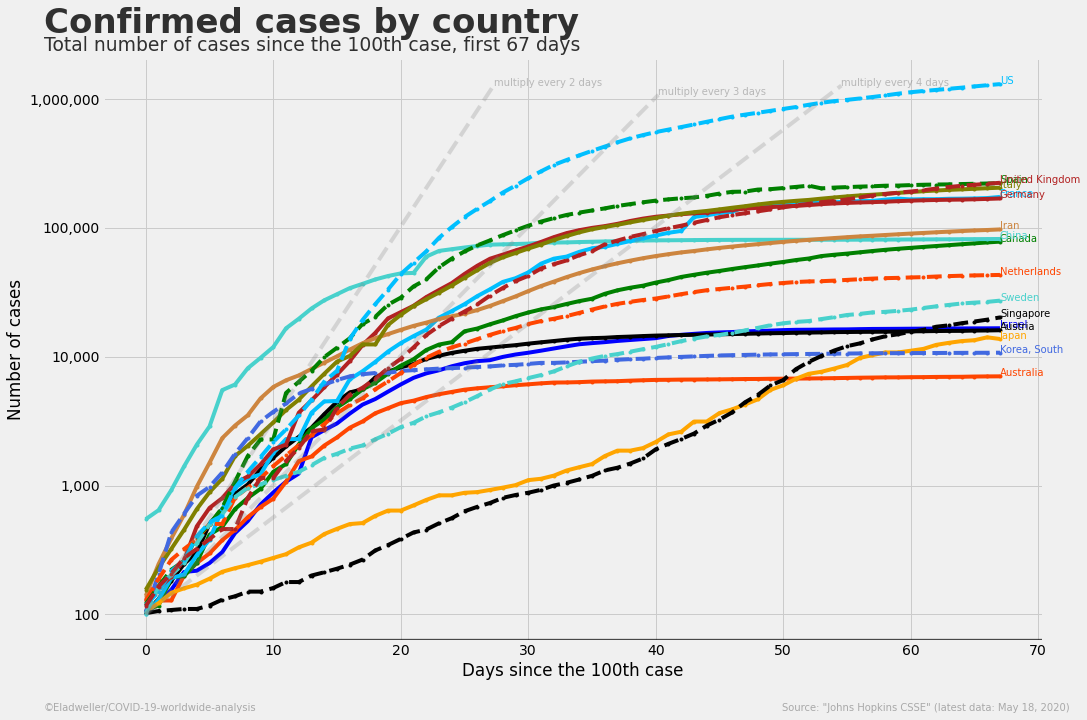 Confirmed cases by country
Total number of cases since the 100th case, first 67 days
multiply every 2 days
multiply every 3 days
multiply every 4 days
US
1,000,000
Spain
United Kingdom
Italy
France
Germany
100,000
Iran
China
Canada
Netherlands
Sweden
Singapore
Israel
Austria
Japan
10,000
Korea, South
Australia
1,000
100
Number of cases
0 10 20 30 40 50 60 70
Days since the 100th case
©Eladweller/COVID-19-worldwide-analysis
Source: "Johns Hopkins CSSE" (latest data: May 18, 2020)